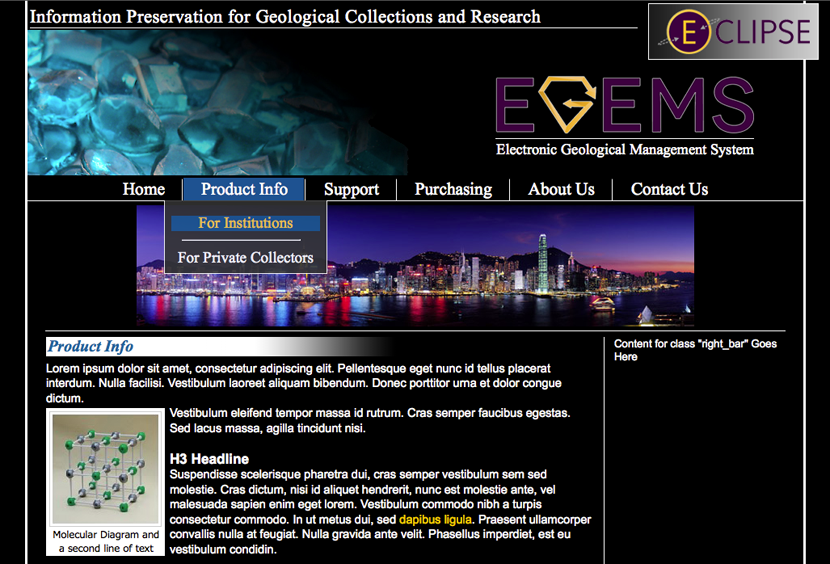 Information Preservation for Geological Collections and Research
E-CLIPSE
EGEMS
Electronic Geological Management System
Home
Product Info
Support
Purchasing
About Us
Contact Us
For Institutions
For Private Collectors
Product Info
Content for class "right_bar" Goes
Here
Lorem ipsum dolor sit amet, consectetur adipiscing elit. Pellentesque eget nunc id tellus placerat
interdum. Nulla facilisi. Vestibulum laoreet aliquam bibendum. Donec porttitor urna et dolor congue
dictum.
Vestibulum eleifend tempor massa id rutrum. Cras semper faucibus egestas.
Sed lacus massa, agilla tincidunt nisi.
H3 Headline
Suspendisse scelerisque pharetra dui, cras semper vestibulum sem sed
molestie. Cras dictum, nisi id aliquet hendrerit, nunc est molestie ante, vel
malesuada sapien enim eget lorem. Vestibulum commodo nibh a turpis
consectetur commodo. In ut metus dui, sed dapibus ligula. Praesent ullamcorper
convallis nulla at feugiat. Nulla gravida ante velit. Phasellus imperdiet, est eu
vestibulum condidin.
Molecular Diagram and
a second line of text